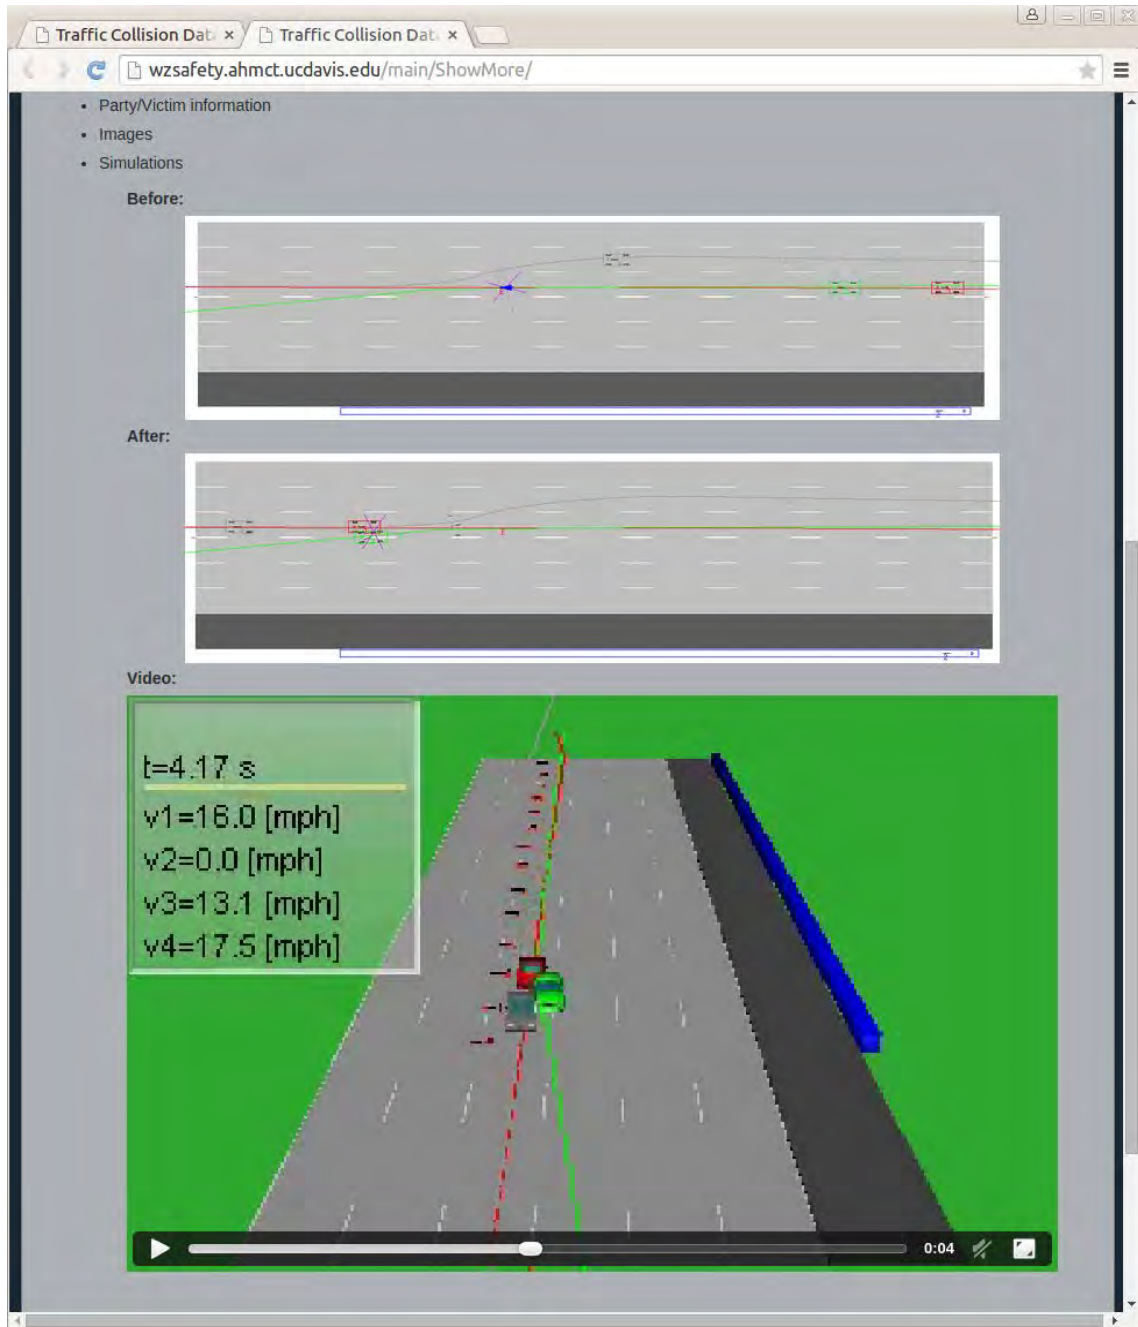 Traffic Collision Dat
Traffic Collision Dat
wzsafety.ahmct.ucdavis.edu/main/ShowMore/
Party/Victim information
Images
Simulations
Before:
After:
Video:
t=4.17 s
v1=16.0 [mph]
v2=0.0 [mph]
v3=13.1 [mph]
v4=17.5 [mph]
0:04